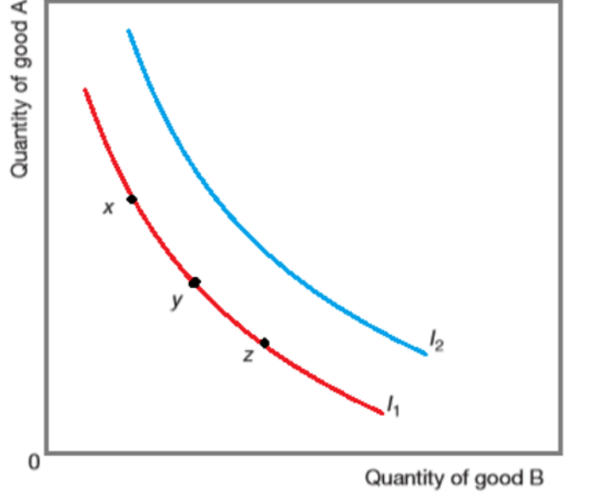 Quantity of good A
x
y
z
I2
I1
0
Quantity of good B